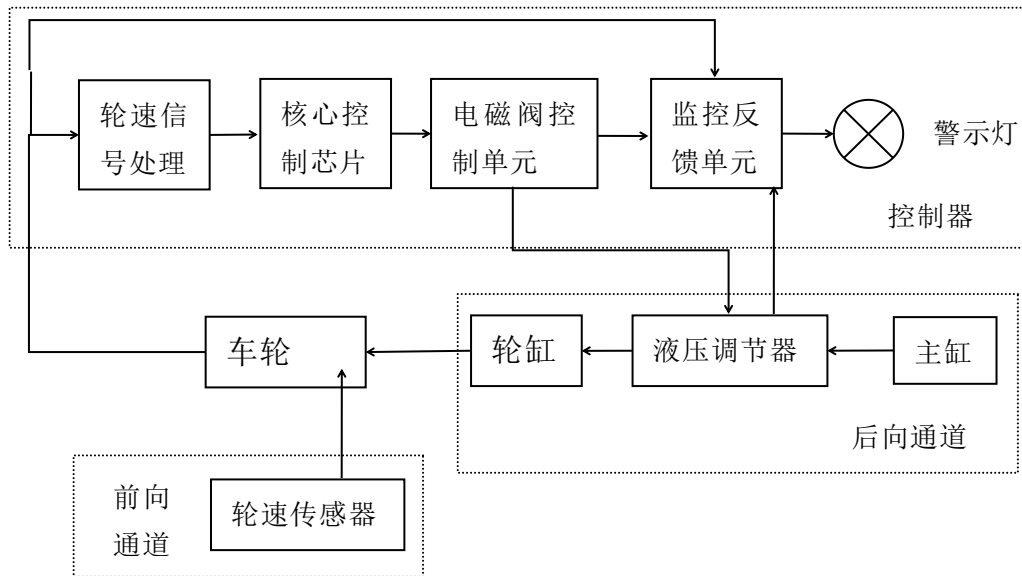 轮速信
号处理
核心控
制芯片
电磁阀控
制单元
监控反
馈单元
警示灯
控制器
车轮
轮缸
液压调节器
主缸
后向通道
前向
通道
轮速传感器